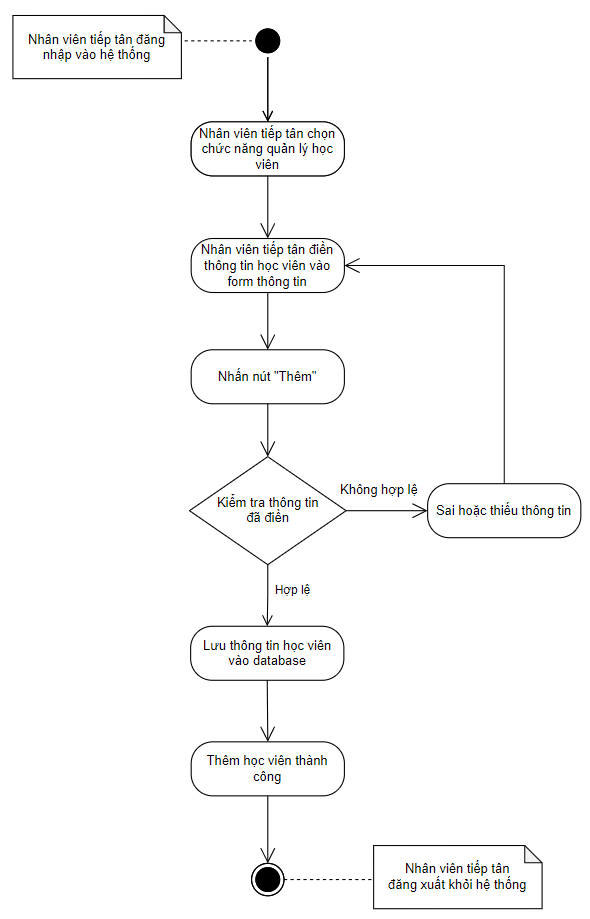 Nhân viên tiếp tân đăng
nhập vào hệ thống
Nhân viên tiếp tân chọn
chức năng quản lý học
viên
Nhân viên tiếp tân điền
thông tin học viên vào
form thông tin
Nhấn nút "Thêm"
Kiểm tra thông tin
đã điền
Không hợp lệ
Sai hoặc thiếu thông tin
Hợp lệ
Lưu thông tin học viên
vào database
Thêm học viên thành
công
Nhân viên tiếp tân
đăng xuất khỏi hệ thống